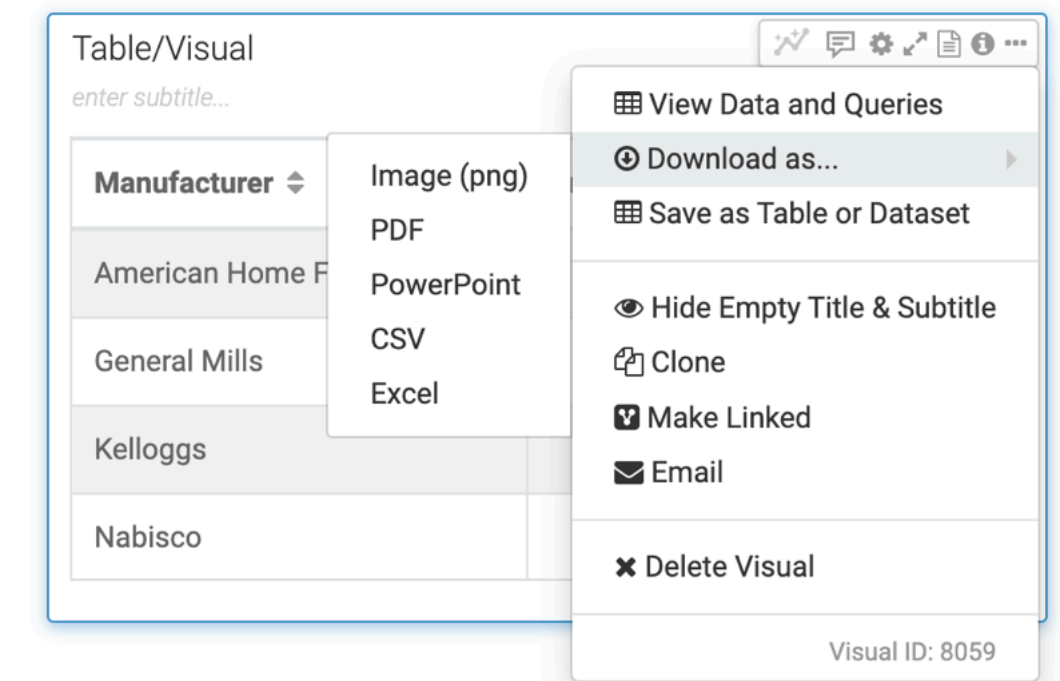 Table/Visual
enter subtitle...
Manufacturer
American Home F
General Mills
Kelloggs
Nabisco
Image (png)
PDF
PowerPoint
CSV
Excel
View Data and Queries
Download as...
Save as Table or Dataset
Hide Empty Title & Subtitle
Clone
Make Linked
Email
Delete Visual
Visual ID: 8059